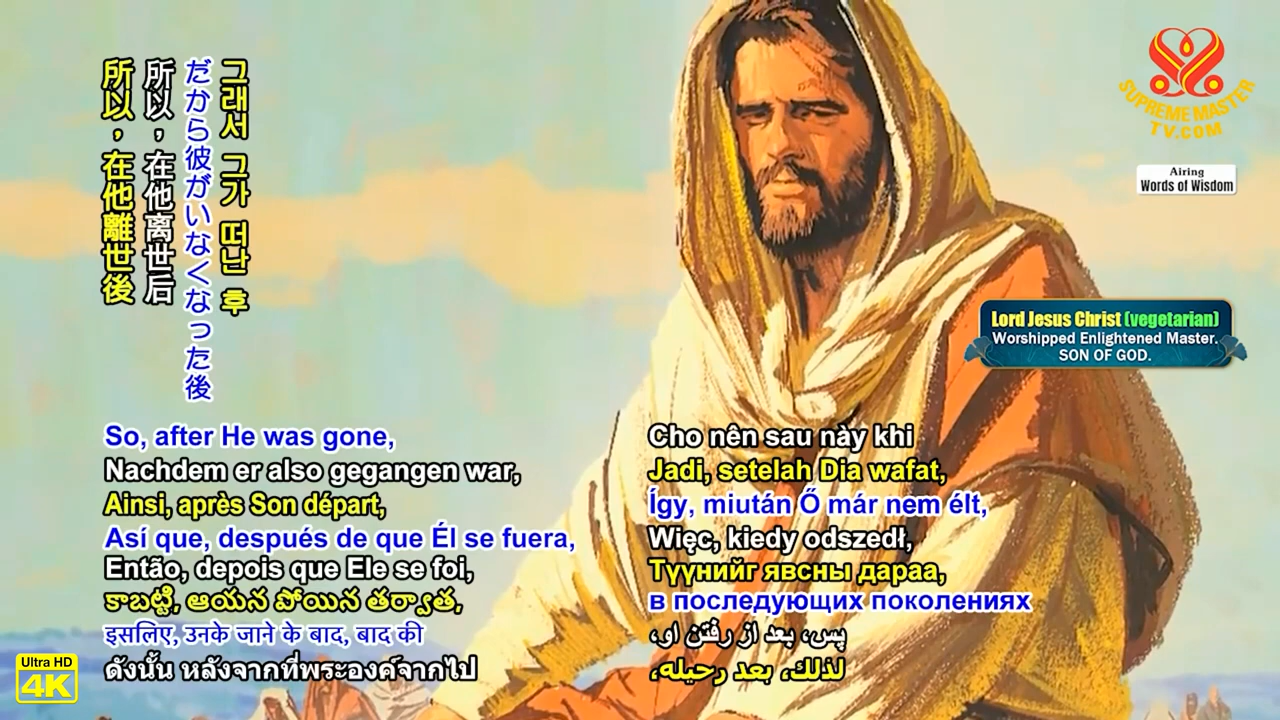 所以，在他離世後
所以，在他离世后
だから彼がいなくなった後
그래서 그가 떠난 후
SUPREME MASTER
TV.COM
Airing
Words of Wisdom
Lord Jesus Christ (vegetarian)
Worshipped Enlightened Master.
SON OF GOD.
So, after He was gone,
Nachdem er also gegangen war,
Ainsi, après Son départ,
Así que, después de que Él se fuera,
Então, depois que Ele se foi,
కాబట్టి, ఆయన పోయిన తర్వాత,
इसलिए, उनके जाने के बाद, बाद की
ดังนั้น หลังจากที่พระองค์จากไป
Cho nên sau này khi
Jadi, setelah Dia wafat,
Így, miután Ő már nem élt,
Więc, kiedy odszedł,
Түүнийг явсны дараа,
в последующих поколениях
پس، بعد از رفتن او،
لذلك، بعد رحيله،
Ultra HD
4K